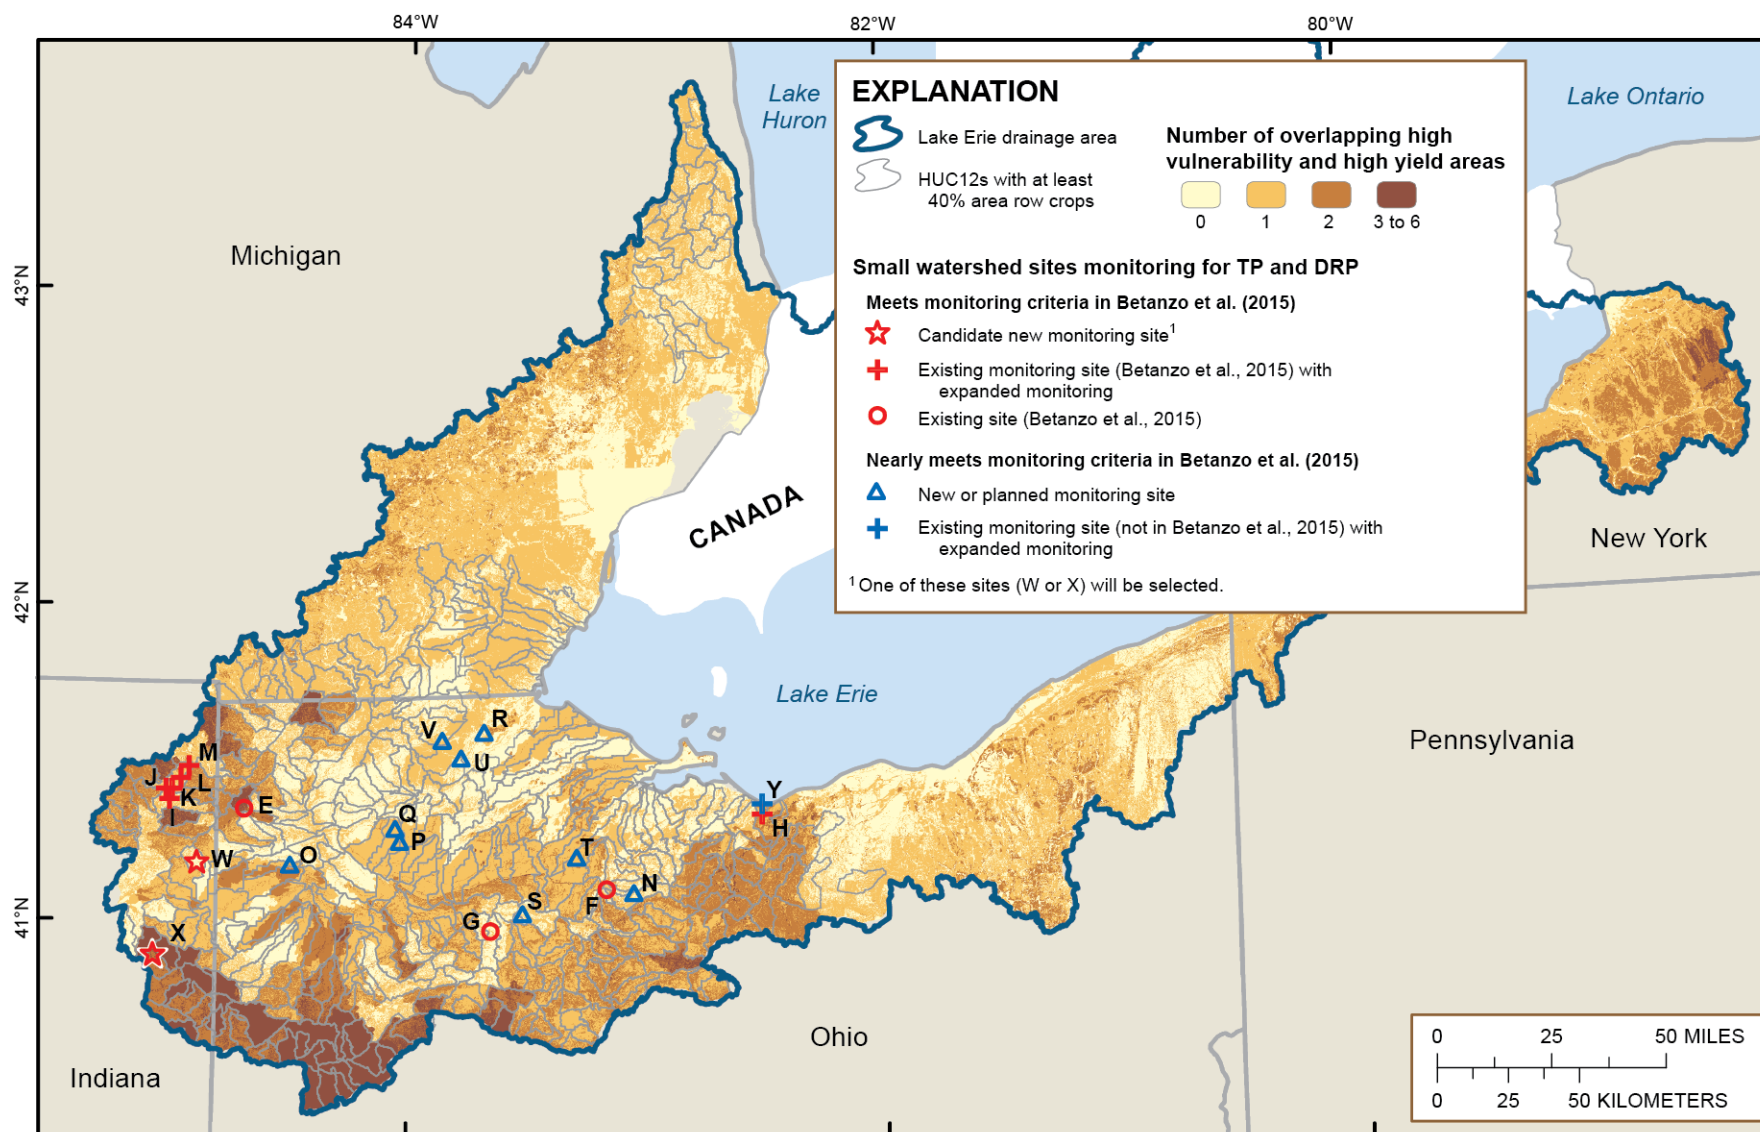 84°W
82°W
80°W
43°N
42°N
41°N
Lake
Huron
Lake Ontario
Michigan
CANADA
Lake Erie
New York
Pennsylvania
Ohio
Indiana
EXPLANATION
Lake Erie drainage area
HUC12s with at least
40% area row crops
Number of overlapping high
vulnerability and high yield areas
0 1 2 3 to 6
Small watershed sites monitoring for TP and DRP
Meets monitoring criteria in Betanzo et al. (2015)
Candidate new monitoring site1
Existing monitoring site (Betanzo et al., 2015) with
expanded monitoring
Existing site (Betanzo et al., 2015)
Nearly meets monitoring criteria in Betanzo et al. (2015)
New or planned monitoring site
Existing monitoring site (not in Betanzo et al., 2015) with
expanded monitoring
1 One of these sites (W or X) will be selected.
V
R
U
M
J
L
K
I
E
Q
P
Y
H
W
O
T
F
N
S
G
X
0 25 50 MILES
0 25 50 KILOMETERS